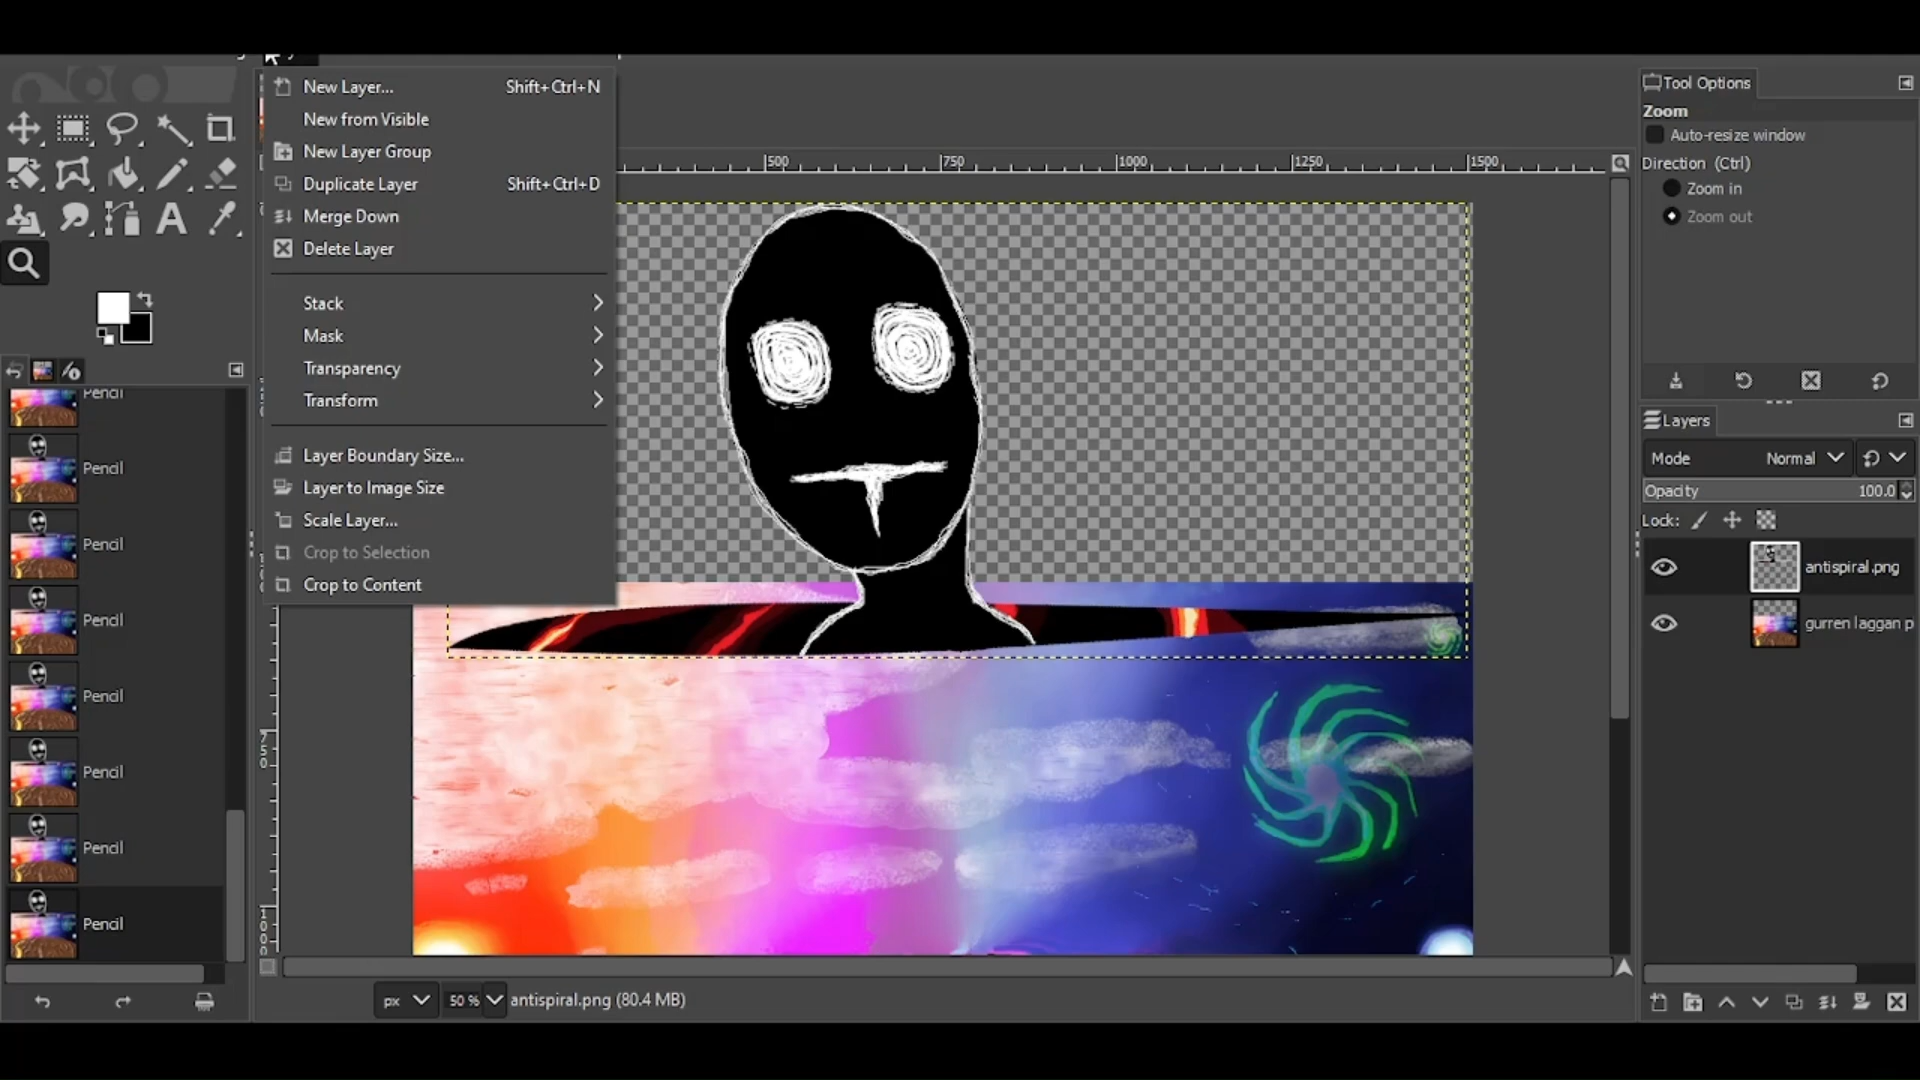 New Layer... Shift+Ctrl+N
New from Visible
New Layer Group
Duplicate Layer Shift+Ctrl+D
Merge Down
Delete Layer
Stack
Mask
Transparency
Transform
Layer Boundary Size...
Layer to Image Size
Scale Layer...
Crop to Selection
Crop to Content
500 750 1000 1250 1500
750
1000
Pencil
Pencil
Pencil
Pencil
Pencil
Pencil
Pencil
Pencil
px 50 % antispiral.png (80.4 MB)
Tool Options
Zoom
Auto-resize window
Direction (Ctrl)
Zoom in
Zoom out
Layers
Mode Normal
Opacity 100.0
Lock:
antispiral.png
gurren laggan p